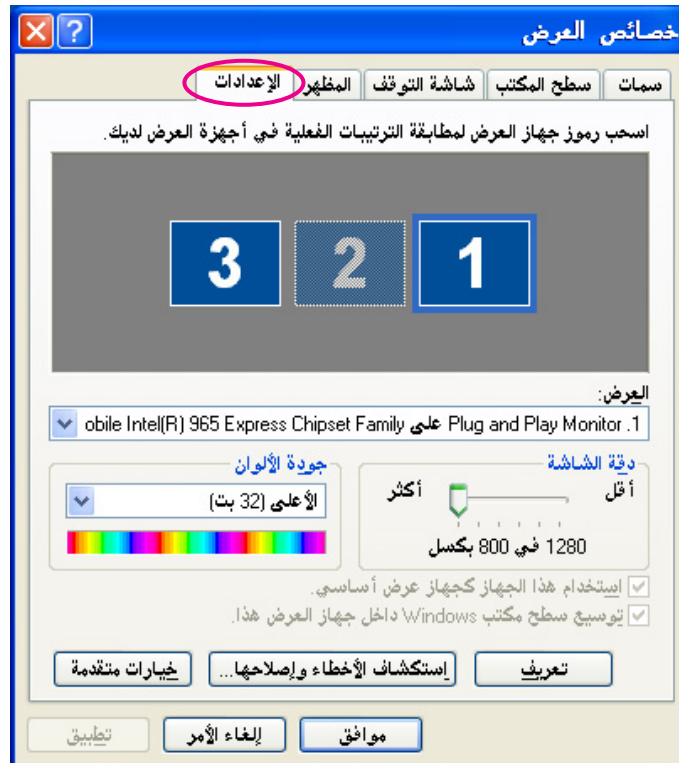 خصائص العرض
سمات
سطح المكتب
شاشة التوقف
المظهر
الإعدادات
اسحب رموز جهاز العرض لمطابقة الترتيبات الفعلية في أجهزة العرض لديك.
1
2
3
العرض:
1. Plug and Play Monitor على obile Intel(R) 965 Express Chipset Family
دقة الشاشة
أقل
أكثر
1280 في 800 بكسل
جودة الألوان
الأعلى (32 بت)
إستخدام هذا الجهاز كجهاز عرض أساسي.
توسيع سطح مكتب Windows داخل جهاز العرض هذا.
تعريف
إستكشاف الأخطاء وإصلاحها...
خيارات متقدمة
موافق
إلغاء الأمر
تطبيق